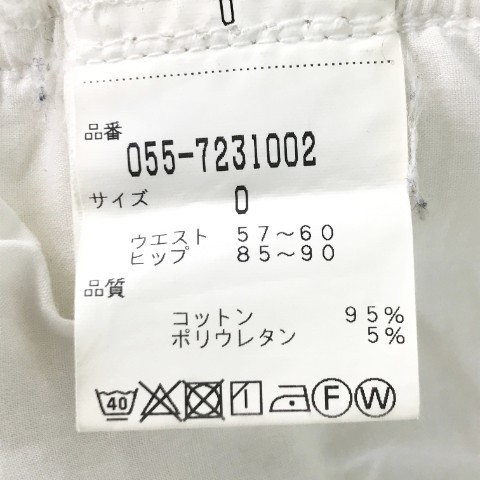 0
品番
055-7231002
サイズ 0
ウエスト 57～60
ヒップ 85～90
品質
コットン 95%
ポリウレタン 5%
40 F W